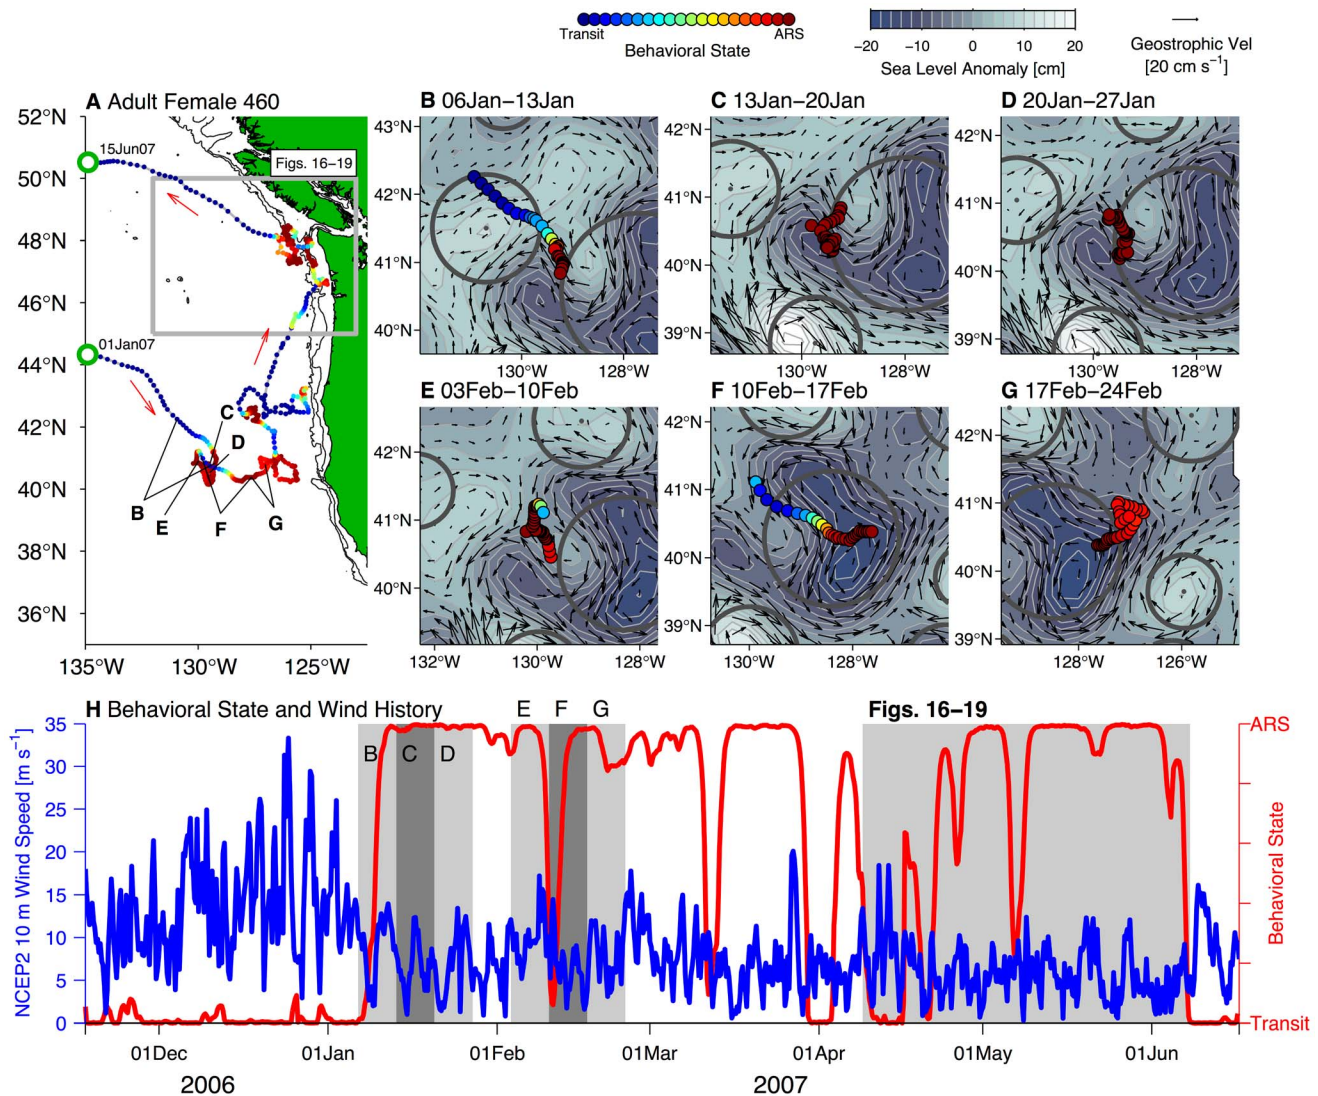 Transit
ARS
Behavioral State
−20
−10
0
10
20
Sea Level Anomaly [cm]
Geostrophic Vel
[20 cm s−1]
A Adult Female 460
52°N
50°N
48°N
46°N
44°N
42°N
40°N
38°N
36°N
135°W
130°W
125°W
15Jun07
Figs. 16−19
01Jan07
C
D
B
E
F
G
B 06Jan−13Jan
43°N
42°N
41°N
40°N
130°W
128°W
C 13Jan−20Jan
42°N
41°N
40°N
39°N
130°W
128°W
D 20Jan−27Jan
42°N
41°N
40°N
39°N
130°W
128°W
E 03Feb−10Feb
42°N
41°N
40°N
132°W
130°W
128°W
F 10Feb−17Feb
42°N
41°N
40°N
39°N
130°W
128°W
G 17Feb−24Feb
42°N
41°N
40°N
39°N
128°W
126°W
H Behavioral State and Wind History
E
F
G
Figs. 16−19
B
C
D
35
30
25
20
15
10
5
0
NCEP2 10 m Wind Speed [m s−1]
ARS
Behavioral State
Transit
01Dec
01Jan
01Feb
01Mar
01Apr
01May
01Jun
2006
2007